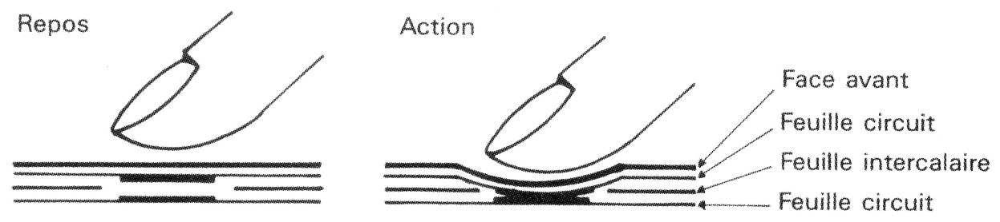 Repos
Action
Face avant
Feuille circuit
Feuille intercalaire
Feuille circuit